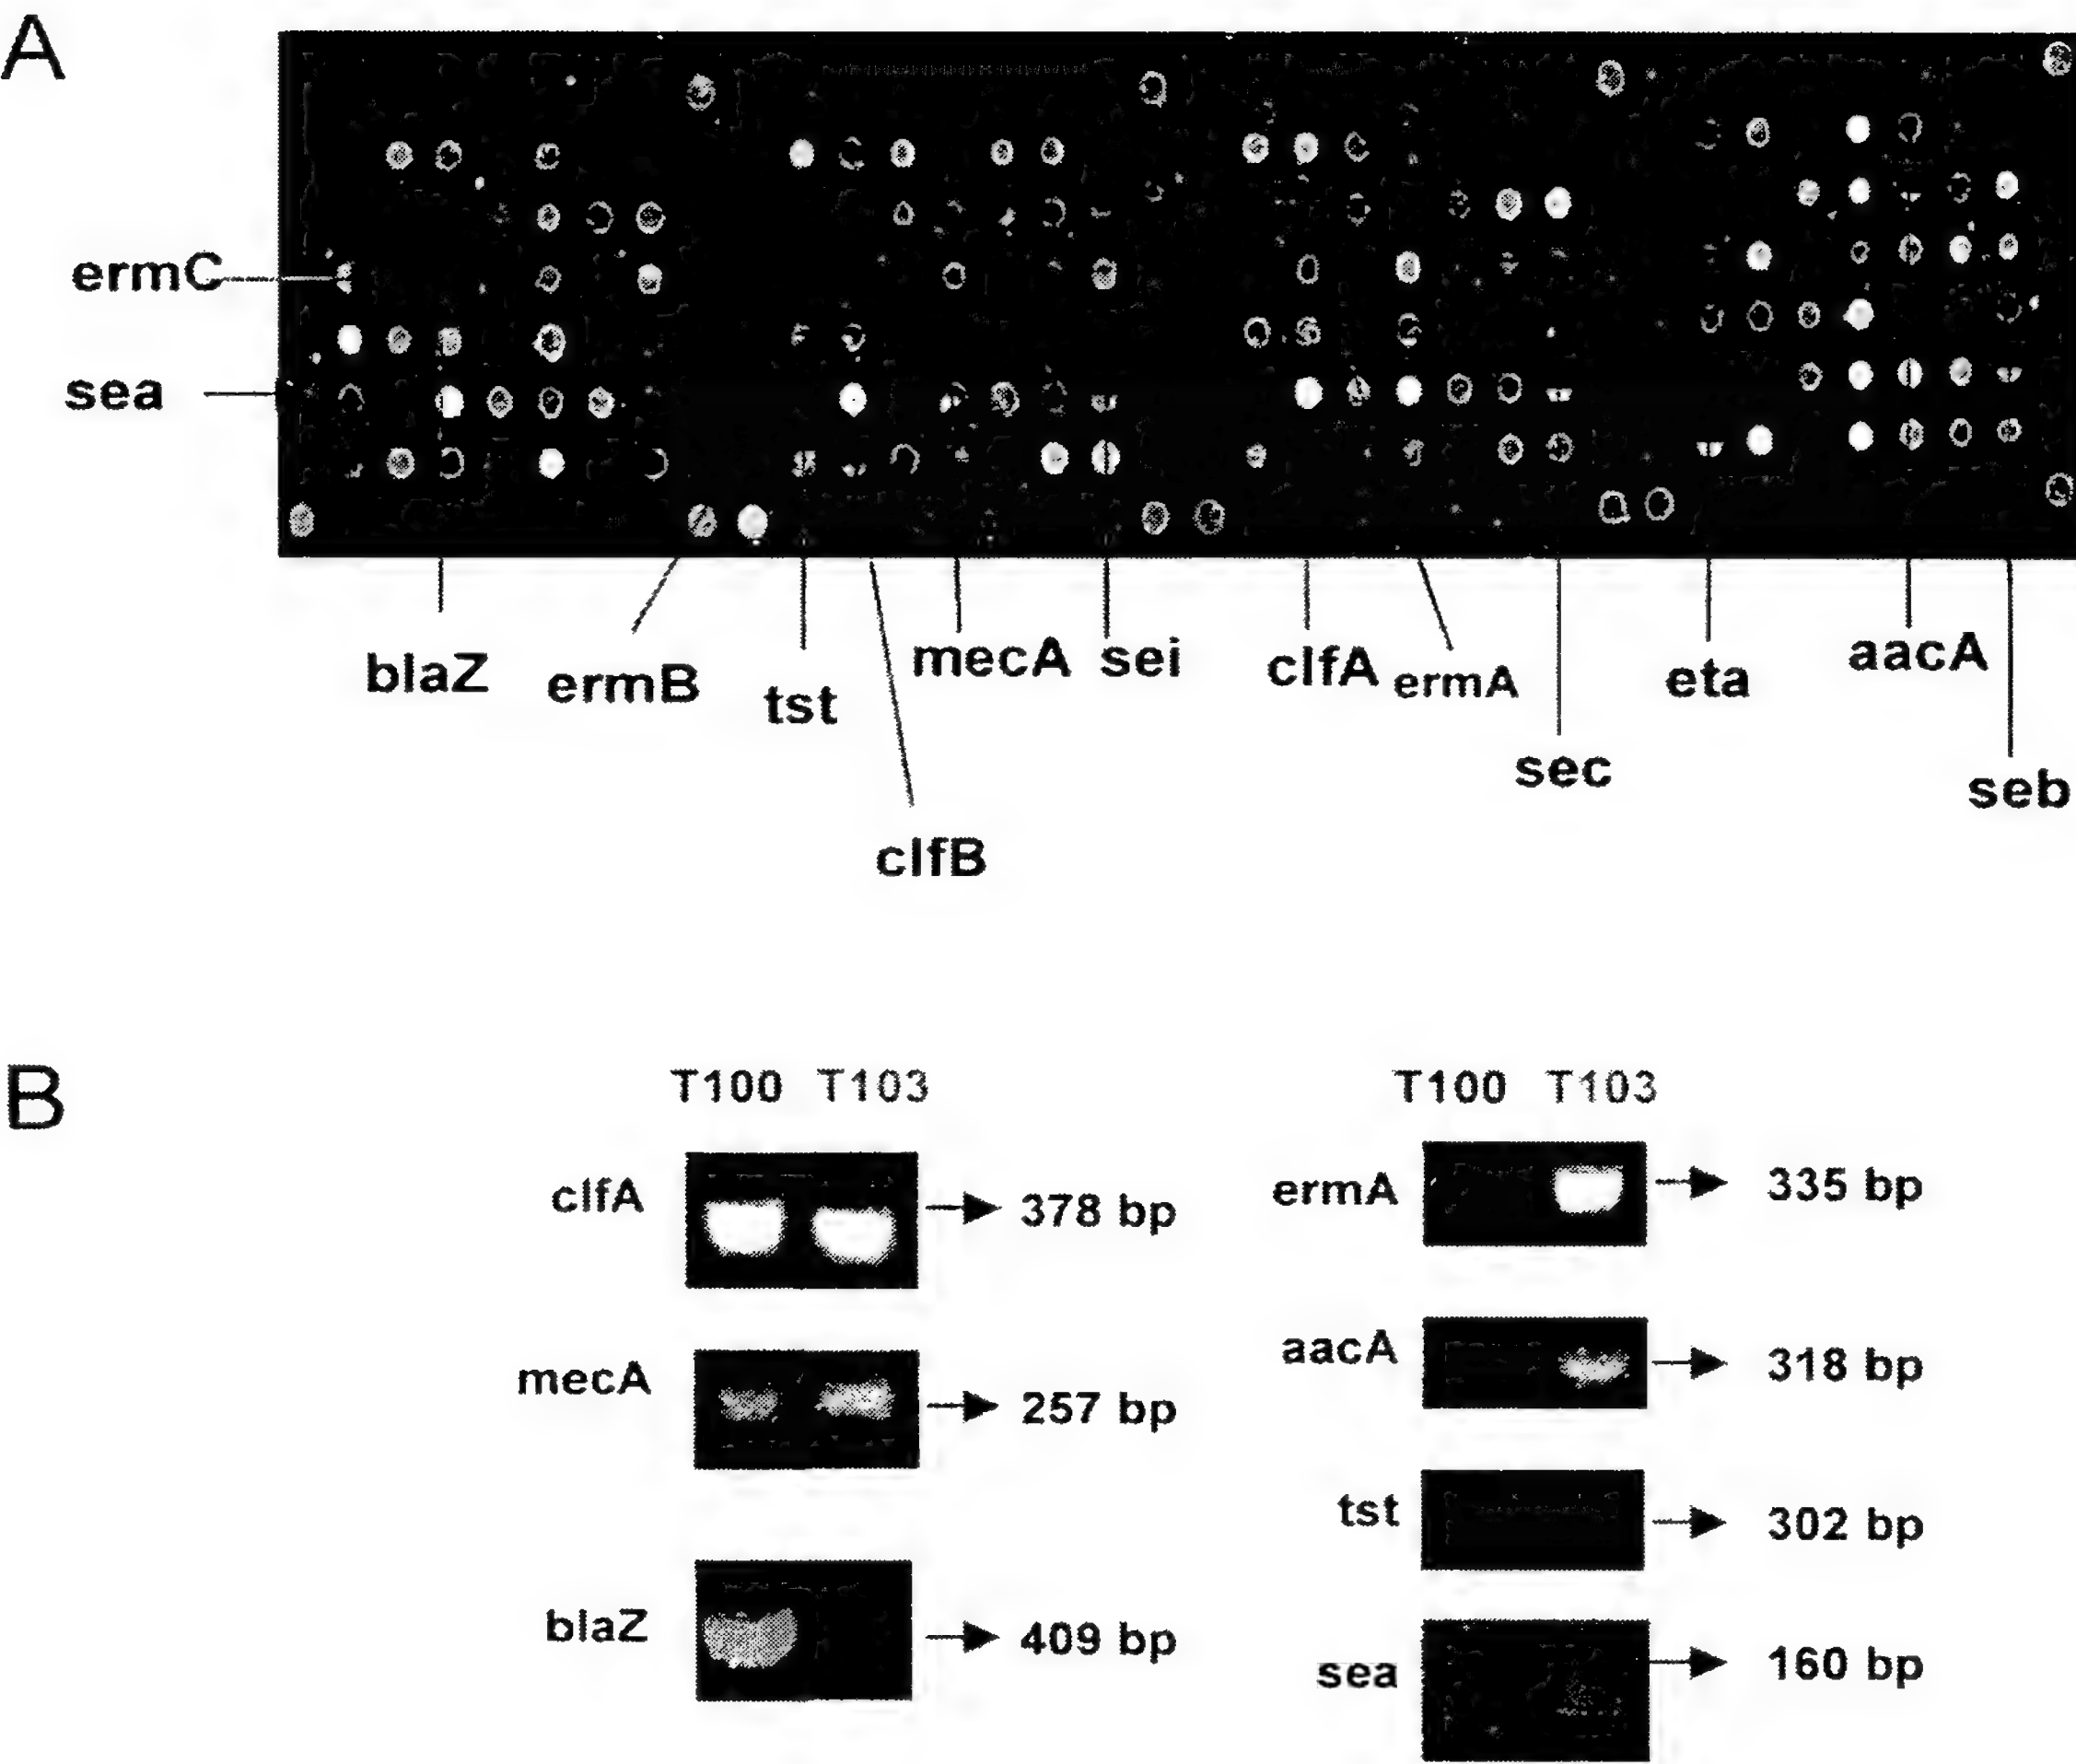 A
ermC
sea
blaZ
ermB
tst
mecA
sei
clfA
ermA
eta
aacA
sec
seb
clfB
B
T100 T103
clfA
378 bp
mecA
257 bp
blaZ
409 bp
T100 T103
ermA
335 bp
aacA
318 bp
tst
302 bp
sea
160 bp